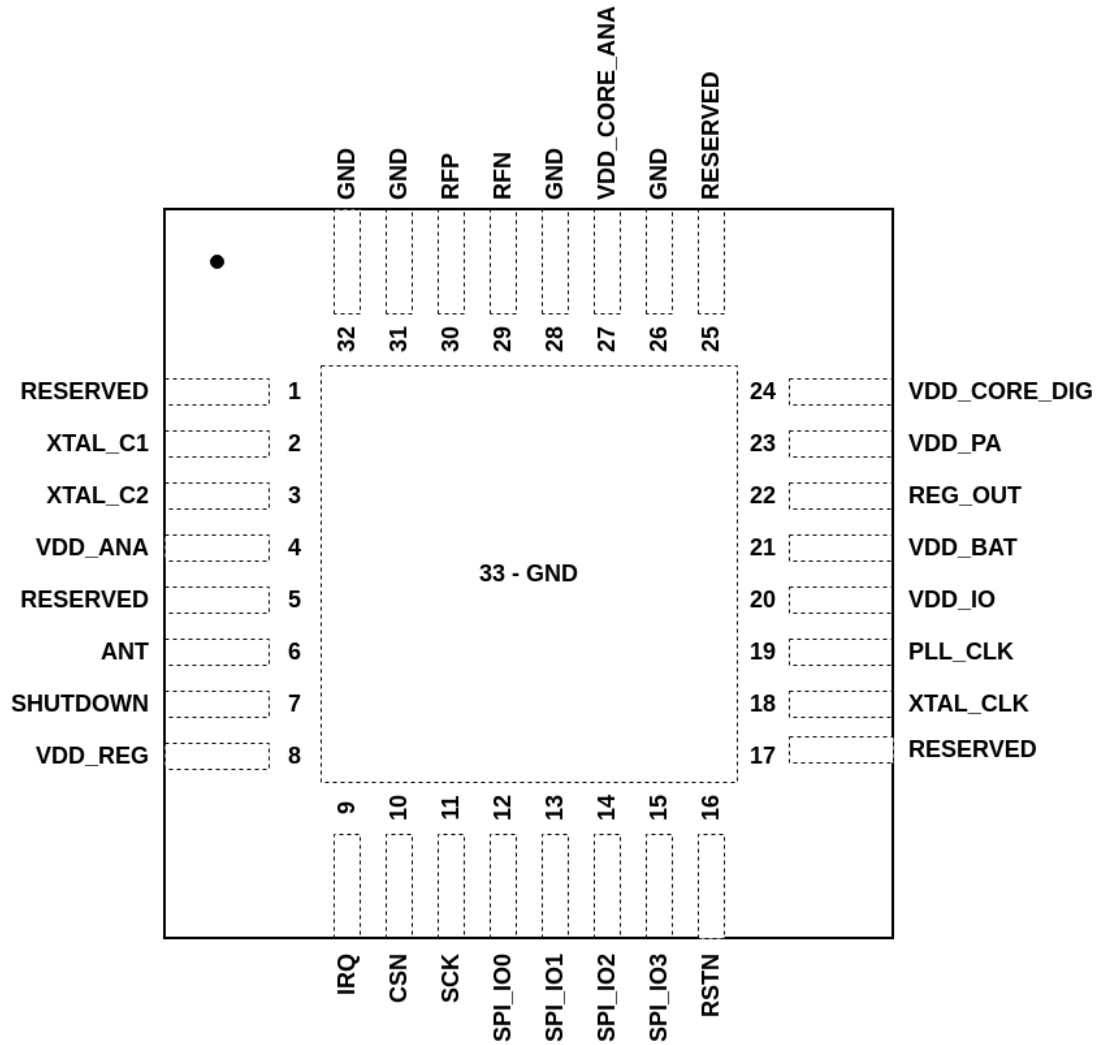 GND
GND
RFP
RFN
GND
VDD_CORE_ANA
GND
RESERVED
32
31
30
29
28
27
26
25
RESERVED 1
XTAL_C1 2
XTAL_C2 3
VDD_ANA 4
RESERVED 5
ANT 6
SHUTDOWN 7
VDD_REG 8
33 - GND
24 VDD_CORE_DIG
23 VDD_PA
22 REG_OUT
21 VDD_BAT
20 VDD_IO
19 PLL_CLK
18 XTAL_CLK
17 RESERVED
9
10
11
12
13
14
15
16
IRQ
CSN
SCK
SPI_IO0
SPI_IO1
SPI_IO2
SPI_IO3
RSTN